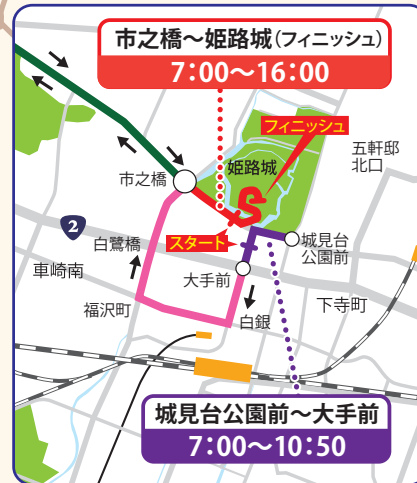 市之橋〜姫路城(フィニッシュ)
7:00〜16:00
フィニッシュ
五軒邸
北口
姫路城
市之橋
2
白鷺橋
スタート
城見台
公園前
車崎南
大手前
福沢町
白銀
下寺町
城見台公園前〜大手前
7:00〜10:50